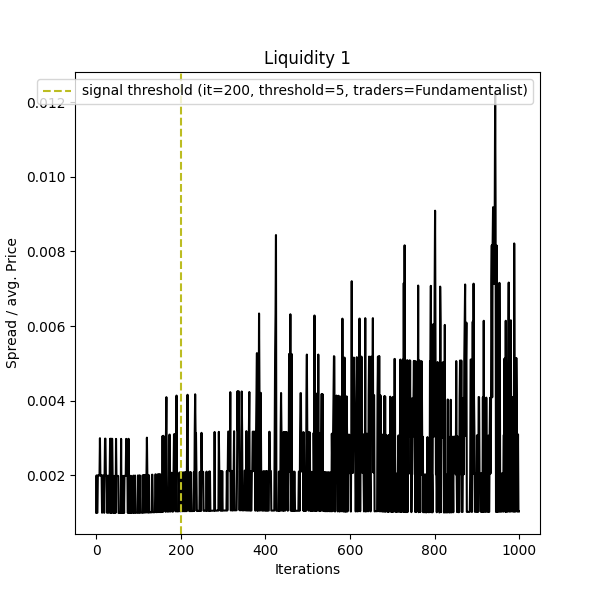 Liquidity 1
signal threshold (it=200, threshold=5, traders=Fundamentalist)
0.012
0.010
0.008
0.006
0.004
0.002
Spread / avg. Price
0 200 400 600 800 1000
Iterations